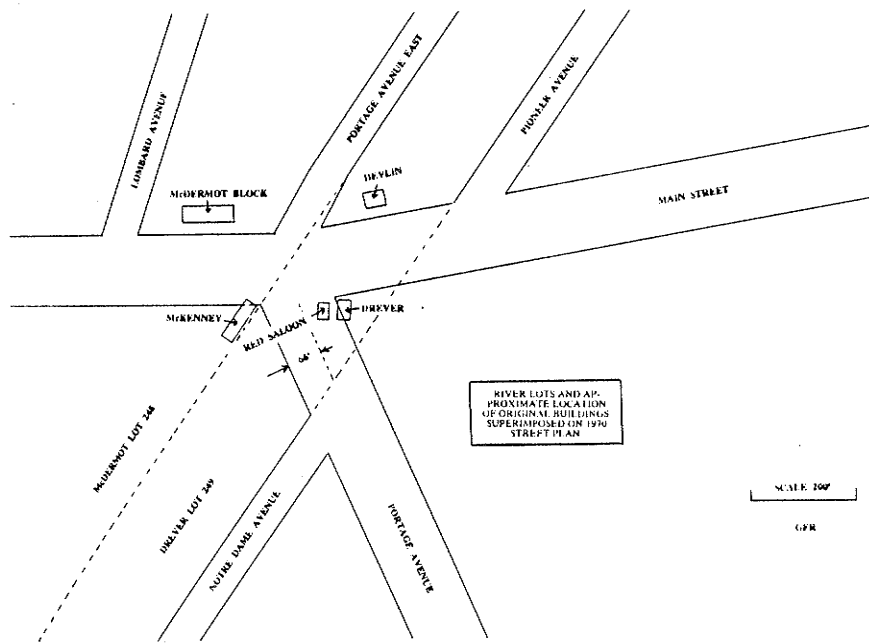 LOMBARD AVENUE
PORTAGE AVENUE EAST
PIONEER AVENUE
McDERMOT BLOCK
DEVLIN
MAIN STREET
McKENNEY
RED SALOON
DREVER
66'
RIVER LOTS AND AP-
PROXIMATE LOCATION
OF ORIGINAL BUILDINGS
SUPERIMPOSED ON 1970
STREET PLAN
McDERMOT LOT 248
DREVER LOT 249
NOTRE DAME AVENUE
PORTAGE AVENUE
SCALE 200'
GFR